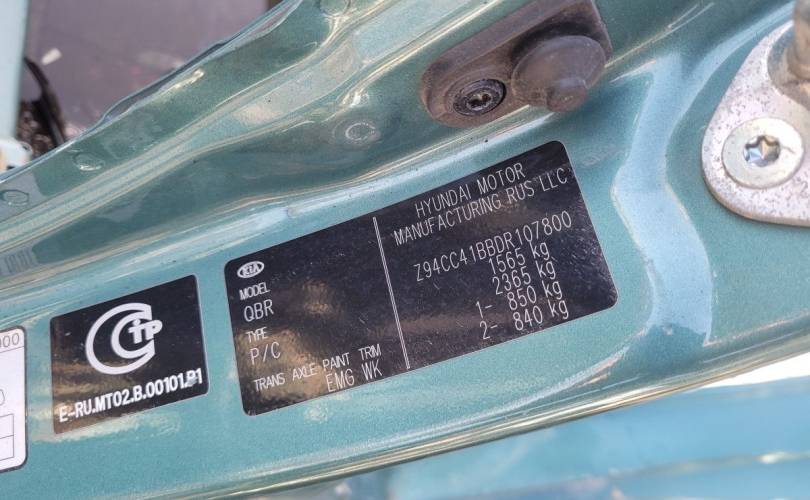 KIA
MODEL
QBR
TYPE
P/C
TRANS AXLE PAINT TRIM
EMG WK
HYUNDAI MOTOR
MANUFACTURING RUS LLC
Z94CC41BBDR107800
1565 kg
2365 kg
1- 850 kg
2- 840 kg
E-RU.MT02.B.00101.P1
000